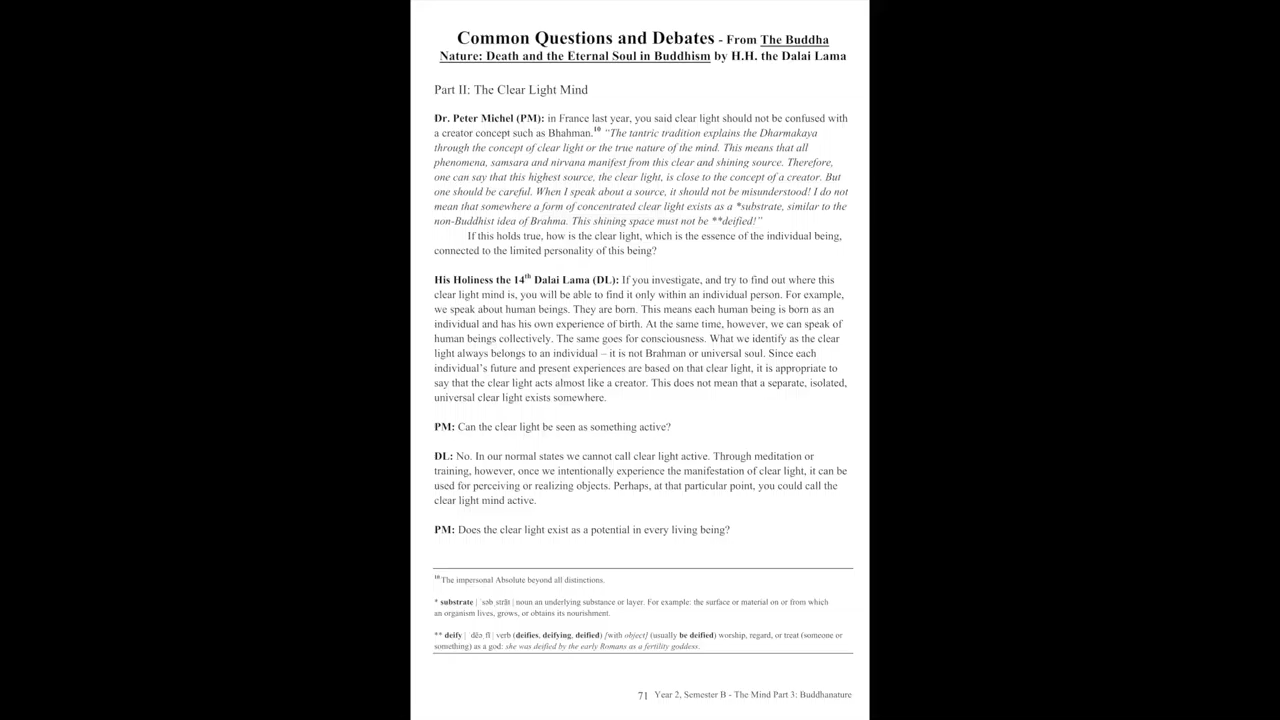 Common Questions and Debates - From The Buddha
Nature: Death and the Eternal Soul in Buddhism by H.H. the Dalai Lama
Part II: The Clear Light Mind
Dr. Peter Michel (PM): in France last year, you said clear light should not be confused with
a creator concept such as Bhahman.10 “The tantric tradition explains the Dharmakaya
through the concept of clear light or the true nature of the mind. This means that all
phenomena, samsara and nirvana manifest from this clear and shining source. Therefore,
one can say that this highest source, the clear light, is close to the concept of a creator. But
one should be careful. When I speak about a source, it should not be misunderstood! I do not
mean that somewhere a form of concentrated clear light exists as a *substrate, similar to the
non-Buddhist idea of Brahma. This shining space must not be **deified!”
If this holds true, how is the clear light, which is the essence of the individual being,
connected to the limited personality of this being?
His Holiness the 14th Dalai Lama (DL): If you investigate, and try to find out where this
clear light mind is, you will be able to find it only within an individual person. For example,
we speak about human beings. They are born. This means each human being is born as an
individual and has his own experience of birth. At the same time, however, we can speak of
human beings collectively. The same goes for consciousness. What we identify as the clear
light always belongs to an individual – it is not Brahman or universal soul. Since each
individual’s future and present experiences are based on that clear light, it is appropriate to
say that the clear light acts almost like a creator. This does not mean that a separate, isolated,
universal clear light exists somewhere.
PM: Can the clear light be seen as something active?
DL: No. In our normal states we cannot call clear light active. Through meditation or
training, however, once we intentionally experience the manifestation of clear light, it can be
used for perceiving or realizing objects. Perhaps, at that particular point, you could call the
clear light mind active.
PM: Does the clear light exist as a potential in every living being?
10 The impersonal Absolute beyond all distinctions.
* substrate | ˈsəbˌstrāt | noun an underlying substance or layer. For example: the surface or material on or from which
an organism lives, grows, or obtains its nourishment.
** deify | ˈdēəˌfī | verb (deifies, deifying, deified) [with object] (usually be deified) worship, regard, or treat (someone or
something) as a god: she was deified by the early Romans as a fertility goddess.
71 Year 2, Semester B - The Mind Part 3: Buddhanature